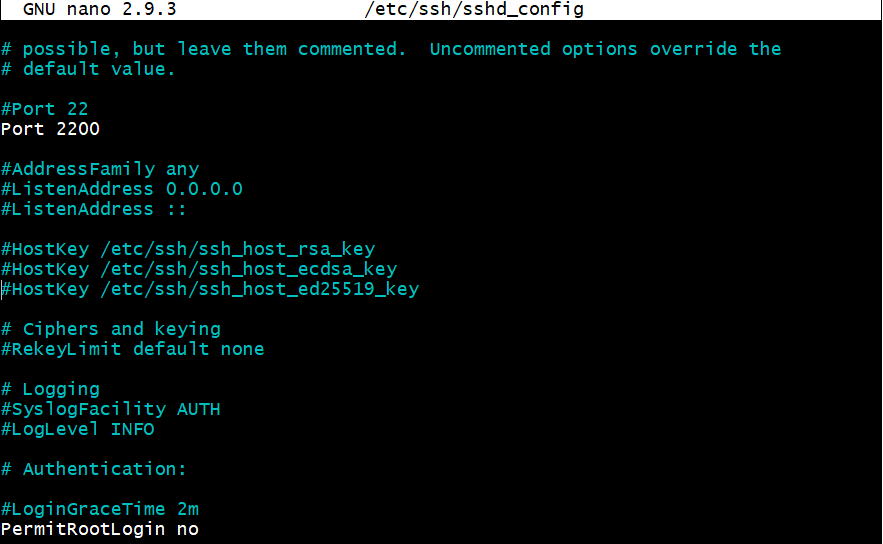 GNU nano 2.9.3 /etc/ssh/sshd_config
# possible, but leave them commented.  Uncommented options override the
# default value.
#Port 22
Port 2200
#AddressFamily any
#ListenAddress 0.0.0.0
#ListenAddress ::
#HostKey /etc/ssh/ssh_host_rsa_key
#HostKey /etc/ssh/ssh_host_ecdsa_key
#HostKey /etc/ssh/ssh_host_ed25519_key
# Ciphers and keying
#RekeyLimit default none
# Logging
#SyslogFacility AUTH
#LogLevel INFO
# Authentication:
#LoginGraceTime 2m
PermitRootLogin no